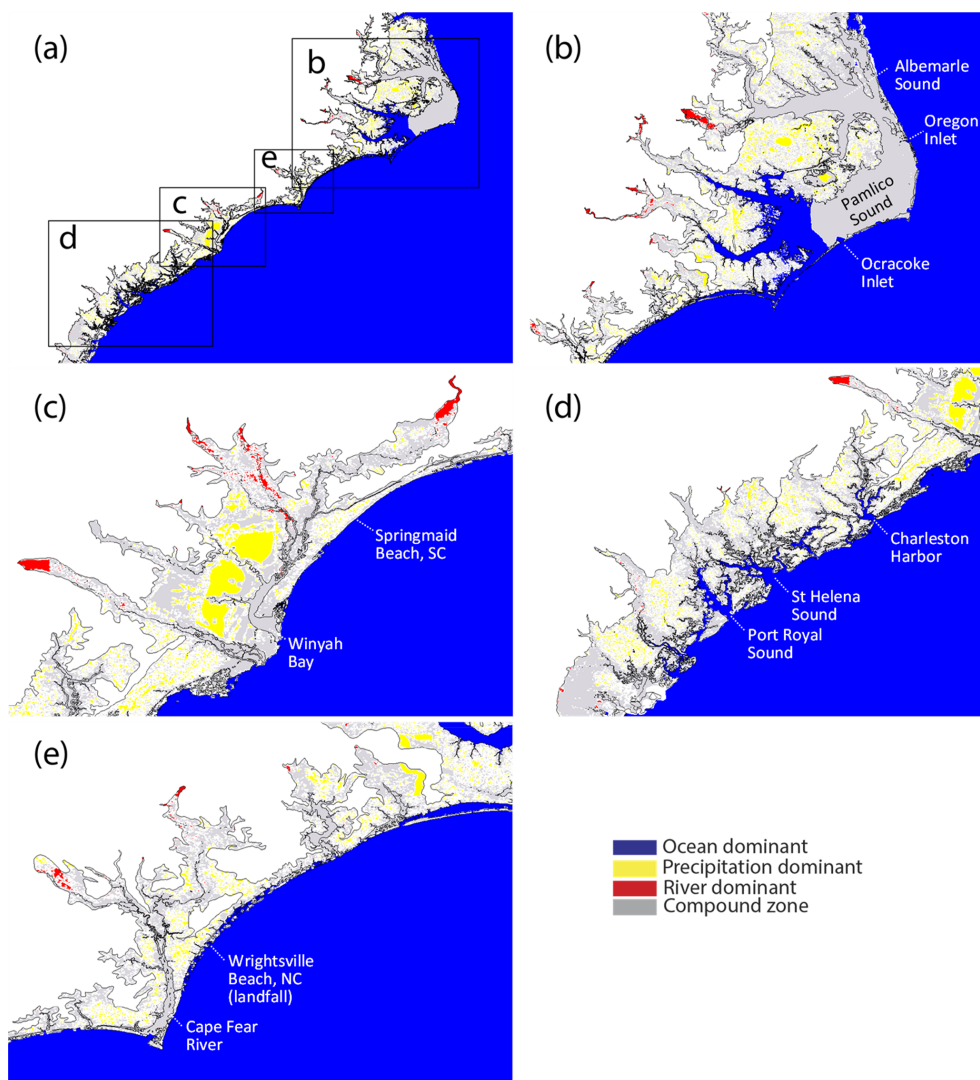 (a)
b
e
c
d
(b)
Albemarle
Sound
Oregon
Inlet
Pamlico
Sound
Ocracoke
Inlet
(c)
Springmaid
Beach, SC
Winyah
Bay
(d)
Charleston
Harbor
St Helena
Sound
Port Royal
Sound
(e)
Wrightsville
Beach, NC
(landfall)
Cape Fear
River
Ocean dominant
Precipitation dominant
River dominant
Compound zone